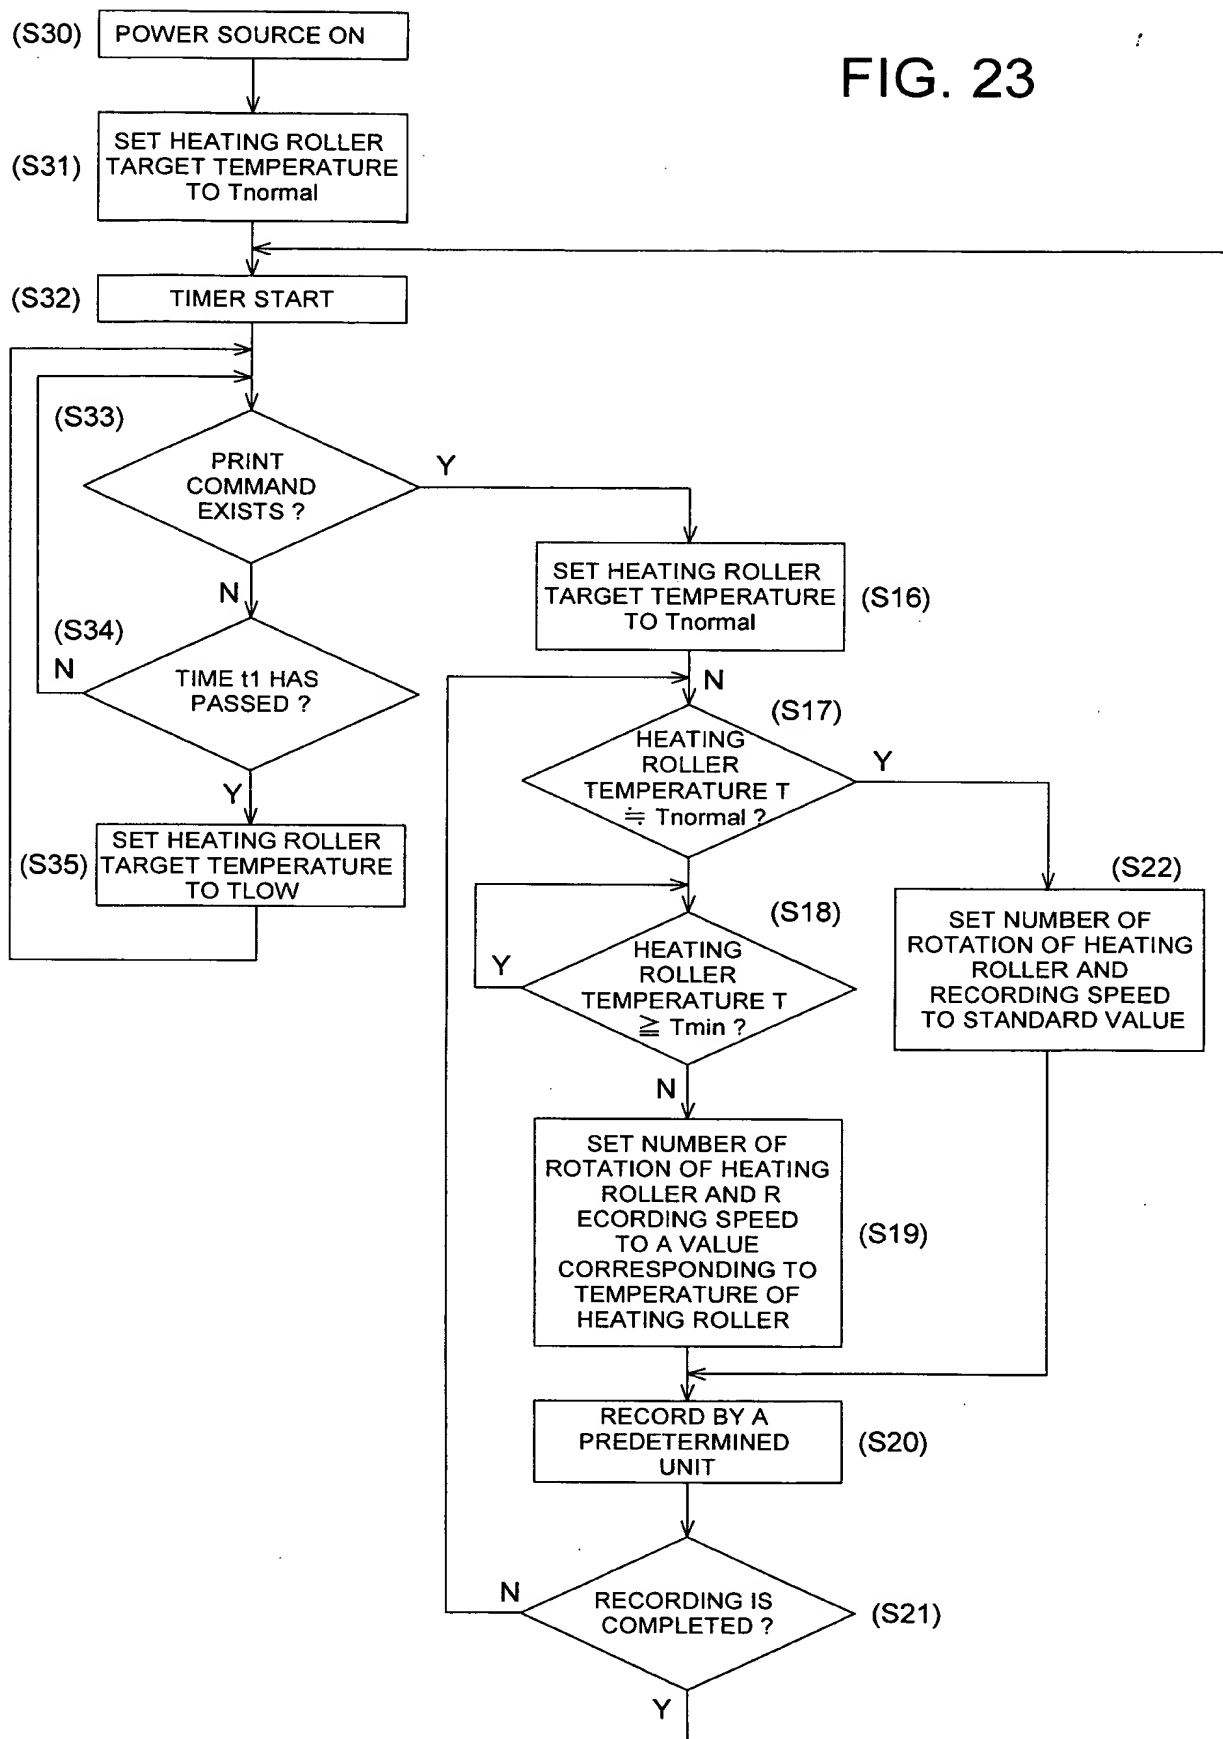 FIG. 23
(S30)
POWER SOURCE ON
(S31)
SET HEATING ROLLER
TARGET TEMPERATURE
TO Tnormal
(S32)
TIMER START
(S33)
PRINT
COMMAND
EXISTS ?
Y
N
(S34)
TIME t1 HAS
PASSED ?
N
Y
(S35)
SET HEATING ROLLER
TARGET TEMPERATURE
TO TLOW
SET HEATING ROLLER
TARGET TEMPERATURE
TO Tnormal
(S16)
N
(S17)
HEATING
ROLLER
TEMPERATURE T
≒ Tnormal ?
Y
(S18)
HEATING
ROLLER
TEMPERATURE T
≧ Tmin ?
Y
N
(S22)
SET NUMBER OF
ROTATION OF HEATING
ROLLER AND
RECORDING SPEED
TO STANDARD VALUE
SET NUMBER OF
ROTATION OF HEATING
ROLLER AND R
ECORDING SPEED
TO A VALUE
CORRESPONDING TO
TEMPERATURE OF
HEATING ROLLER
(S19)
RECORD BY A
PREDETERMINED
UNIT
(S20)
RECORDING IS
COMPLETED ?
(S21)
N
Y